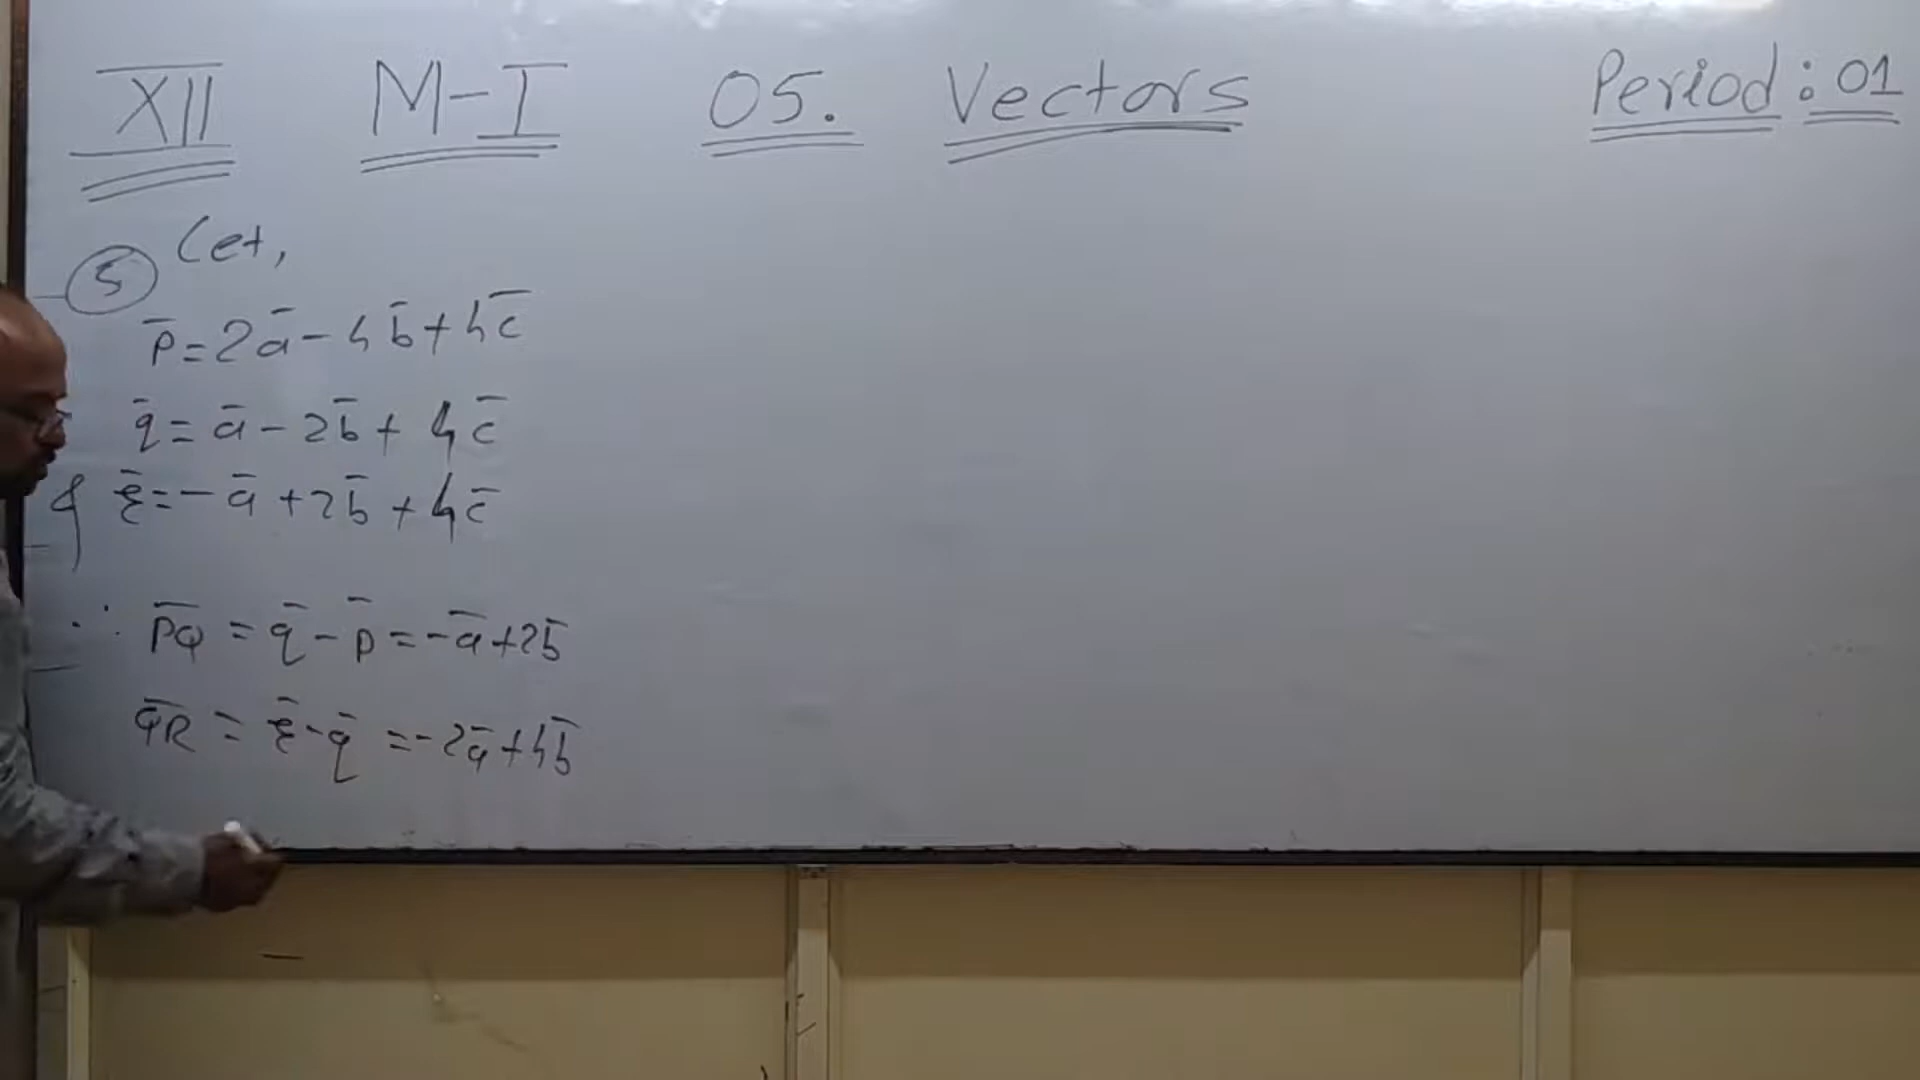 XII M-I 05. Vectors Period : 01
5 Let,
p̄ = 2ā - 4b̄ + 4c̄
q̄ = ā - 2b̄ + 4c̄
& r̄ = -ā + 2b̄ + 4c̄
∴ P̄Q̄ = q̄ - p̄ = -ā + 2b̄
Q̄R̄ = r̄ - q̄ = -2ā + 4b̄